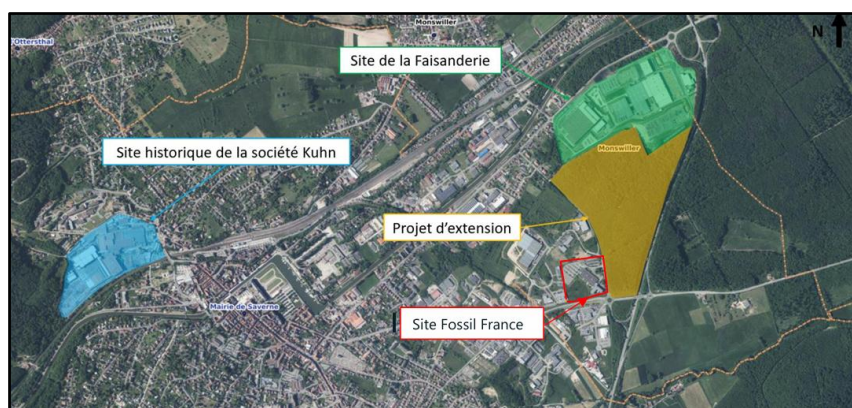 Ottersthal
Monswiller
N
Site de la Faisanderie
Site historique de la société Kuhn
Monswiller
Projet d'extension
Mairie de Saverne
Site Fossil France